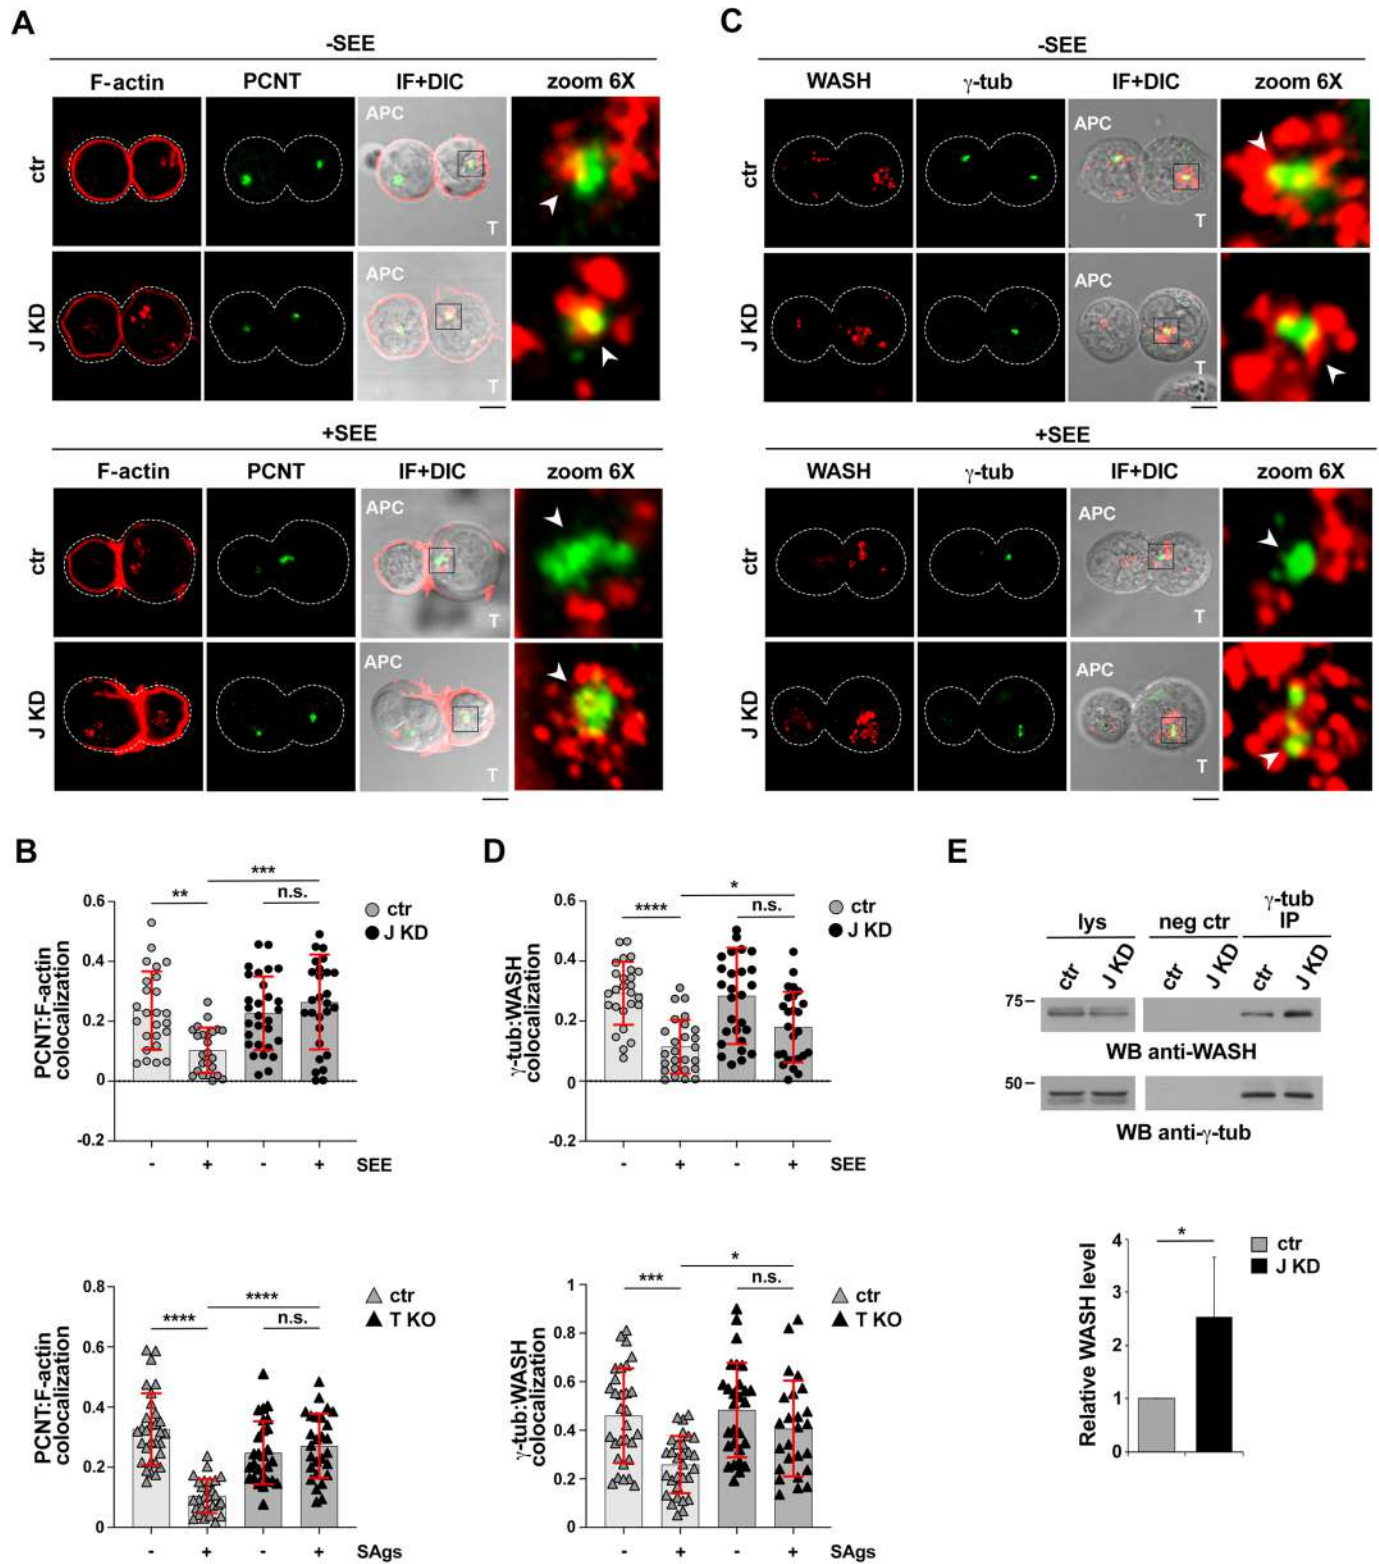 A
-SEE
F-actin PCNT IF+DIC zoom 6X
ctr
APC
T
J KD
APC
T
+SEE
F-actin PCNT IF+DIC zoom 6X
ctr
APC
T
J KD
APC
T
C
-SEE
WASH γ-tub IF+DIC zoom 6X
ctr
APC
T
J KD
APC
T
+SEE
WASH γ-tub IF+DIC zoom 6X
ctr
APC
T
J KD
APC
T
B
PCNT:F-actin
colocalization
0.6
0.4
0.2
0
-0.2
**
***
n.s.
ctr
J KD
- + - + SEE
PCNT:F-actin
colocalization
0.8
0.6
0.4
0.2
0
****
****
n.s.
ctr
T KO
- + - + SAgs
D
γ-tub:WASH
colocalization
0.6
0.4
0.2
0
-0.2
****
*
n.s.
ctr
J KD
- + - + SEE
γ-tub:WASH
colocalization
1
0.8
0.6
0.4
0.2
0
***
*
n.s.
ctr
T KO
- + - + SAgs
E
lys neg ctr γ-tub
IP
ctr J KD ctr J KD ctr J KD
75
WB anti-WASH
50
WB anti-γ-tub
Relative WASH level
4
3
2
1
0
*
ctr
J KD